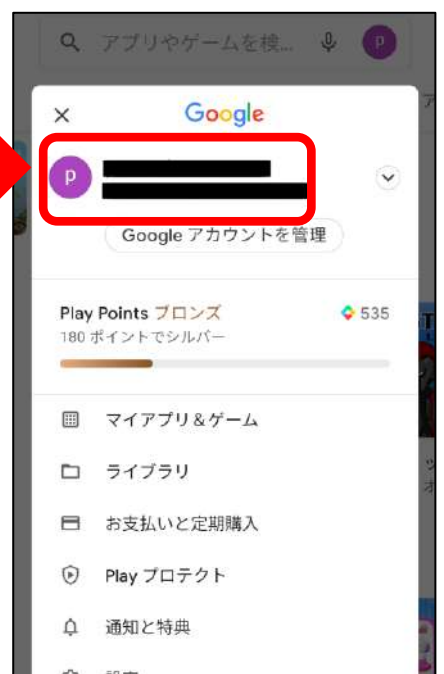 アプリやゲームを検...
P
Google
P
Google アカウントを管理
Play Points ブロンズ
535
180 ポイントでシルバー
マイアプリ＆ゲーム
ライブラリ
お支払いと定期購入
Play プロテクト
通知と特典